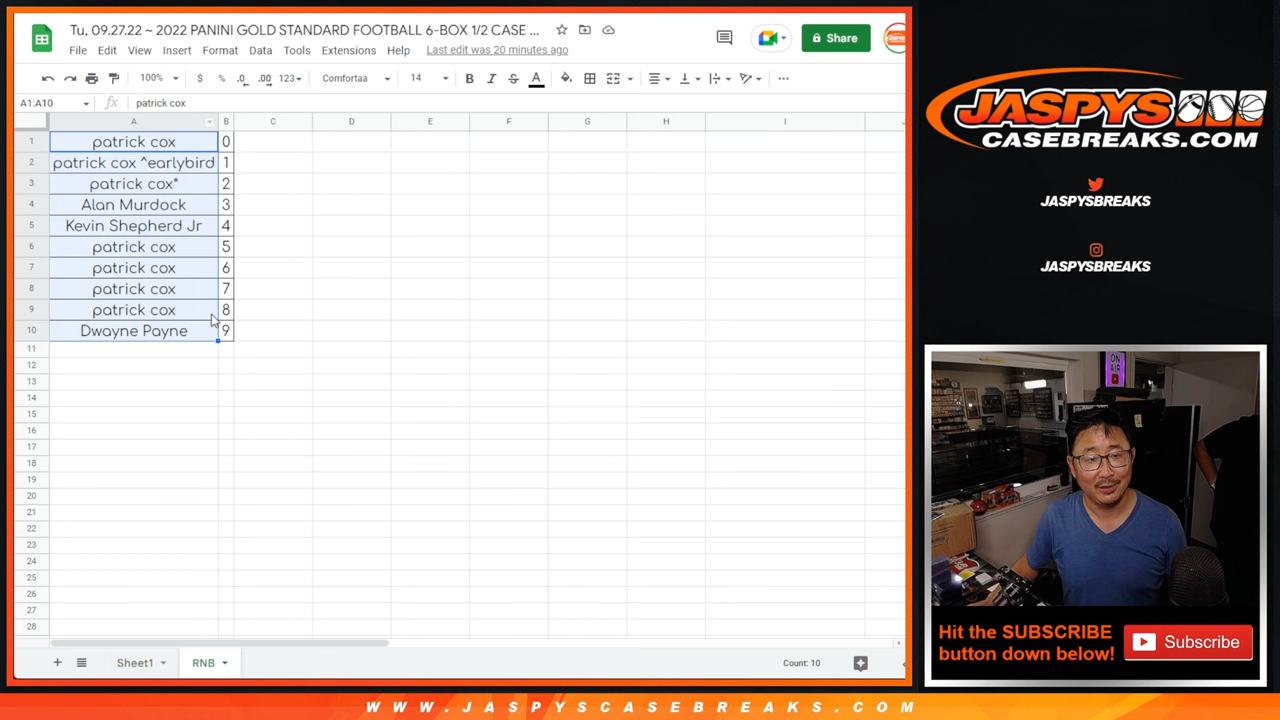 Tu, 09.27.22 ~ 2022 PANINI GOLD STANDARD FOOTBALL 6-BOX 1/2 CASE ...
File Edit View Insert Format Data Tools Extensions Help Last edit was 20 minutes ago
Share
100% $ % .0 .00 123 Comfortaa 14 B I S A
A1:A10 fx patrick cox
A B C D E F G H I
1 patrick cox 0
2 patrick cox ^earlybird 1
3 patrick cox* 2
4 Alan Murdock 3
5 Kevin Shepherd Jr 4
6 patrick cox 5
7 patrick cox 6
8 patrick cox 7
9 patrick cox 8
10 Dwayne Payne 9
11
12
13
14
15
16
17
18
19
20
21
22
23
24
25
26
27
28
Sheet1 RNB Count: 10
JASPYS
CASEBREAKS.COM
JASPYSBREAKS
JASPYSBREAKS
ON
AIR
Hit the SUBSCRIBE
button down below!
Subscribe
WWW.JASPYSCASEBREAKS.COM